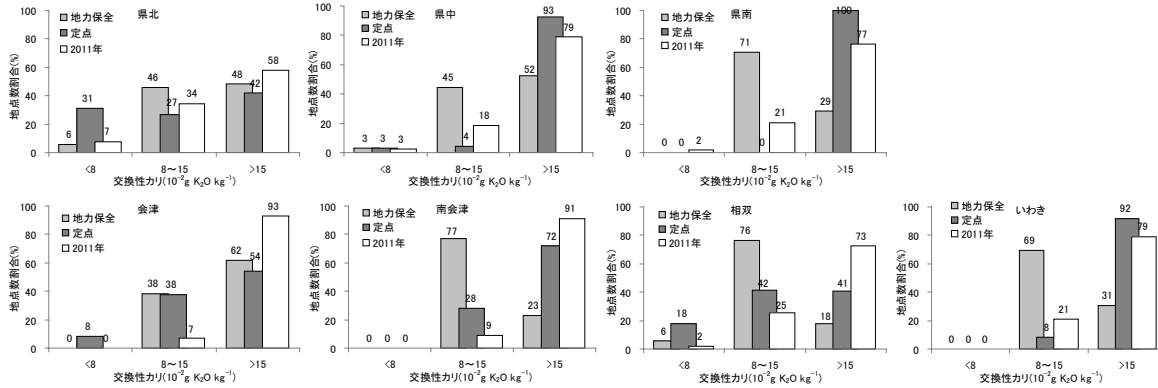 県北
地力保全
定点
2011年
地点数割合(%)
100
80
60
40
20
0
6 31 7
46 27 34
48 42 58
<8 8～15 >15
交換性カリ(10⁻²g K₂O kg⁻¹)
県中
地力保全
定点
2011年
地点数割合(%)
100
80
60
40
20
0
3 3 3
45 4 18
52 93 79
<8 8～15 >15
交換性カリ(10⁻²g K₂O kg⁻¹)
県南
地力保全
定点
2011年
地点数割合(%)
100
80
60
40
20
0
0 0 2
71 0 21
29 100 77
<8 8～15 >15
交換性カリ(10⁻²g K₂O kg⁻¹)
会津
地力保全
定点
2011年
地点数割合(%)
100
80
60
40
20
0
0 8 0
38 38 7
62 54 93
<8 8～15 >15
交換性カリ(10⁻²g K₂O kg⁻¹)
南会津
地力保全
定点
2011年
地点数割合(%)
100
80
60
40
20
0
0 0 0
77 28 9
23 72 91
<8 8～15 >15
交換性カリ(10⁻²g K₂O kg⁻¹)
相双
地力保全
定点
2011年
地点数割合(%)
100
80
60
40
20
0
6 18 2
76 42 25
18 41 73
<8 8～15 >15
交換性カリ(10⁻²g K₂O kg⁻¹)
いわき
地力保全
定点
2011年
地点数割合(%)
100
80
60
40
20
0
0 0 0
69 8 21
31 92 79
<8 8～15 >15
交換性カリ(10⁻²g K₂O kg⁻¹)